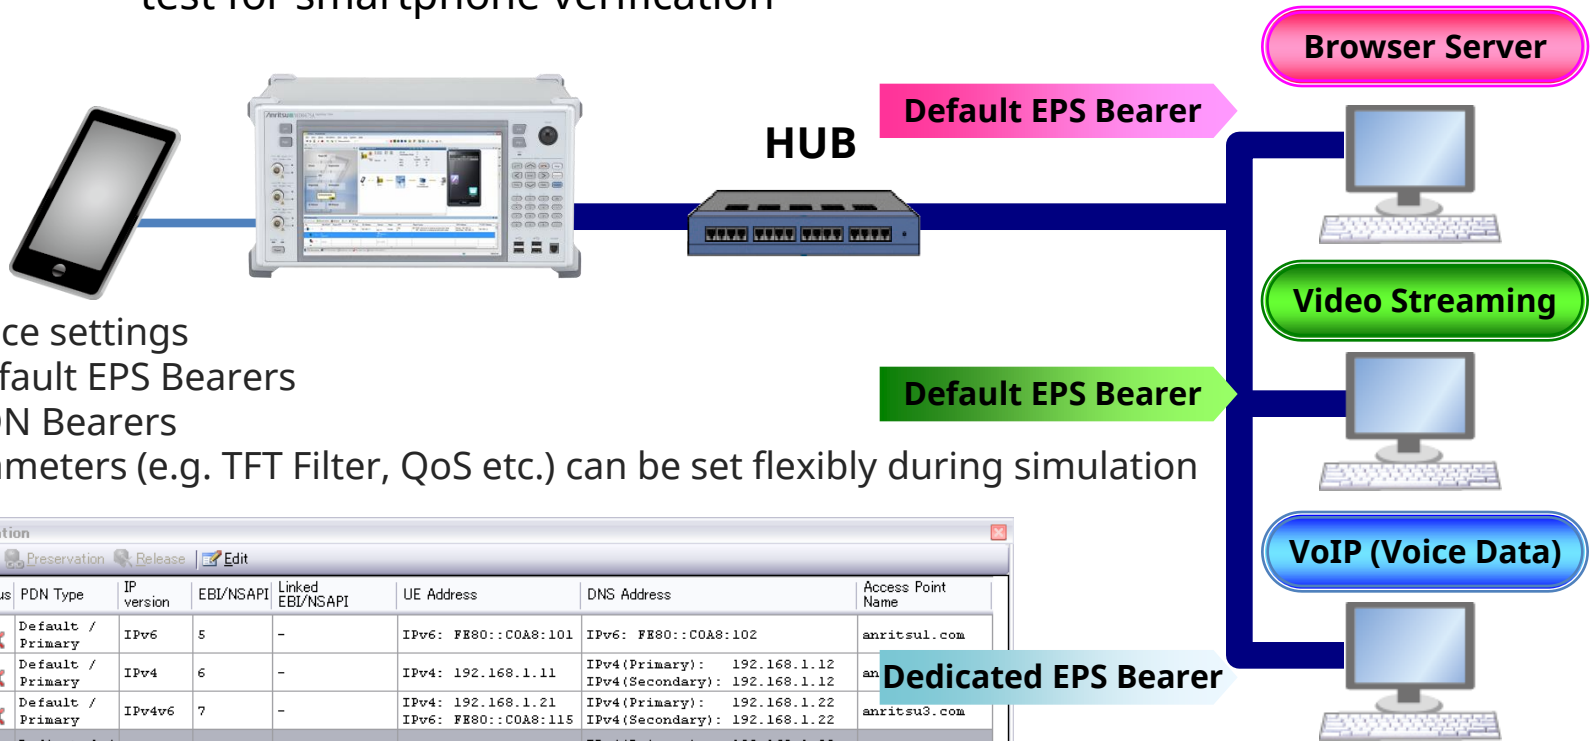 test for smartphone verification
Browser Server
Default EPS Bearer
HUB
Anritsu
Video Streaming
ce settings
fault EPS Bearers
Default EPS Bearer
N Bearers
ameters (e.g. TFT Filter, QoS etc.) can be set flexibly during simulation
VoIP (Voice Data)
Preservation Release Edit
us PDN Type IP version EBI/NSAPI Linked EBI/NSAPI UE Address DNS Address Access Point Name
Default / Primary IPv6 5 - IPv6: FE80::C0A8:101 IPv6: FE80::C0A8:102 anritsu1.com
Default / Primary IPv4 6 - IPv4: 192.168.1.11 IPv4(Primary): 192.168.1.12 IPv4(Secondary): 192.168.1.12 an
Dedicated EPS Bearer
Default / Primary IPv4v6 7 - IPv4: 192.168.1.21 IPv6: FE80::C0A8:115 IPv4(Primary): 192.168.1.22 IPv4(Secondary): 192.168.1.22 anritsu3.com